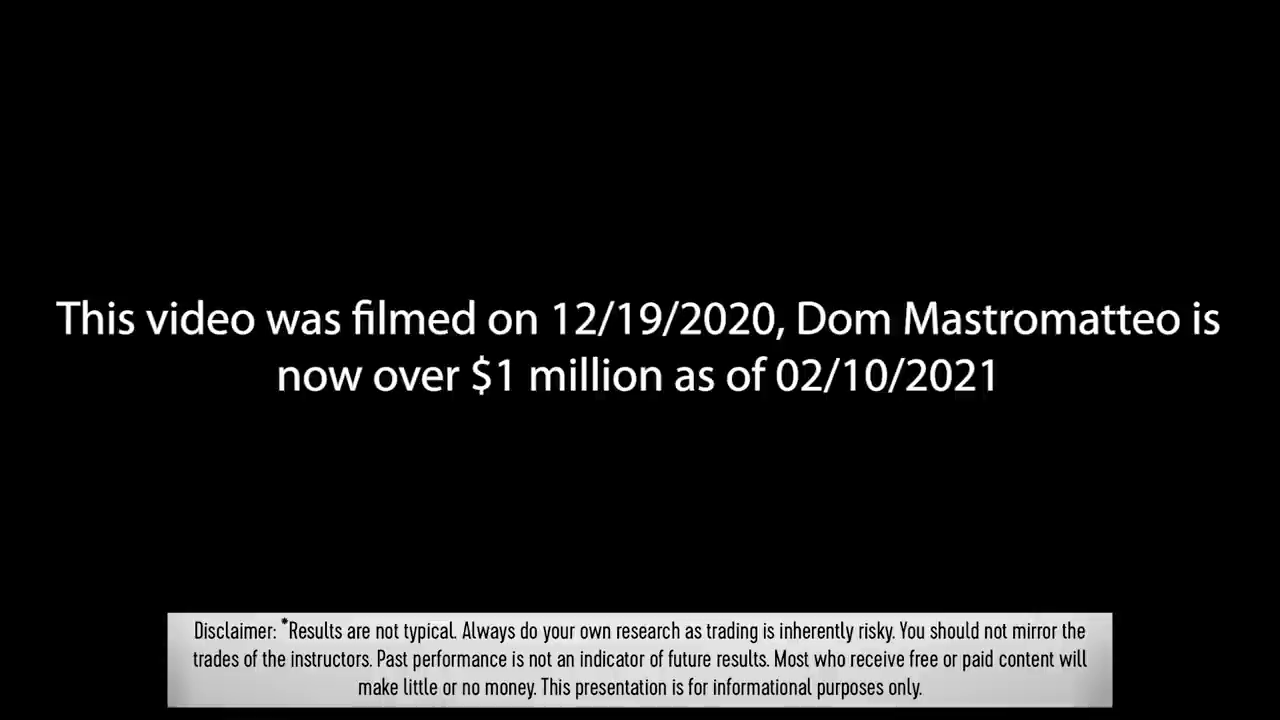 This video was filmed on 12/19/2020, Dom Mastromatteo is
now over $1 million as of 02/10/2021
Disclaimer: *Results are not typical. Always do your own research as trading is inherently risky. You should not mirror the
trades of the instructors. Past performance is not an indicator of future results. Most who receive free or paid content will
make little or no money. This presentation is for informational purposes only.